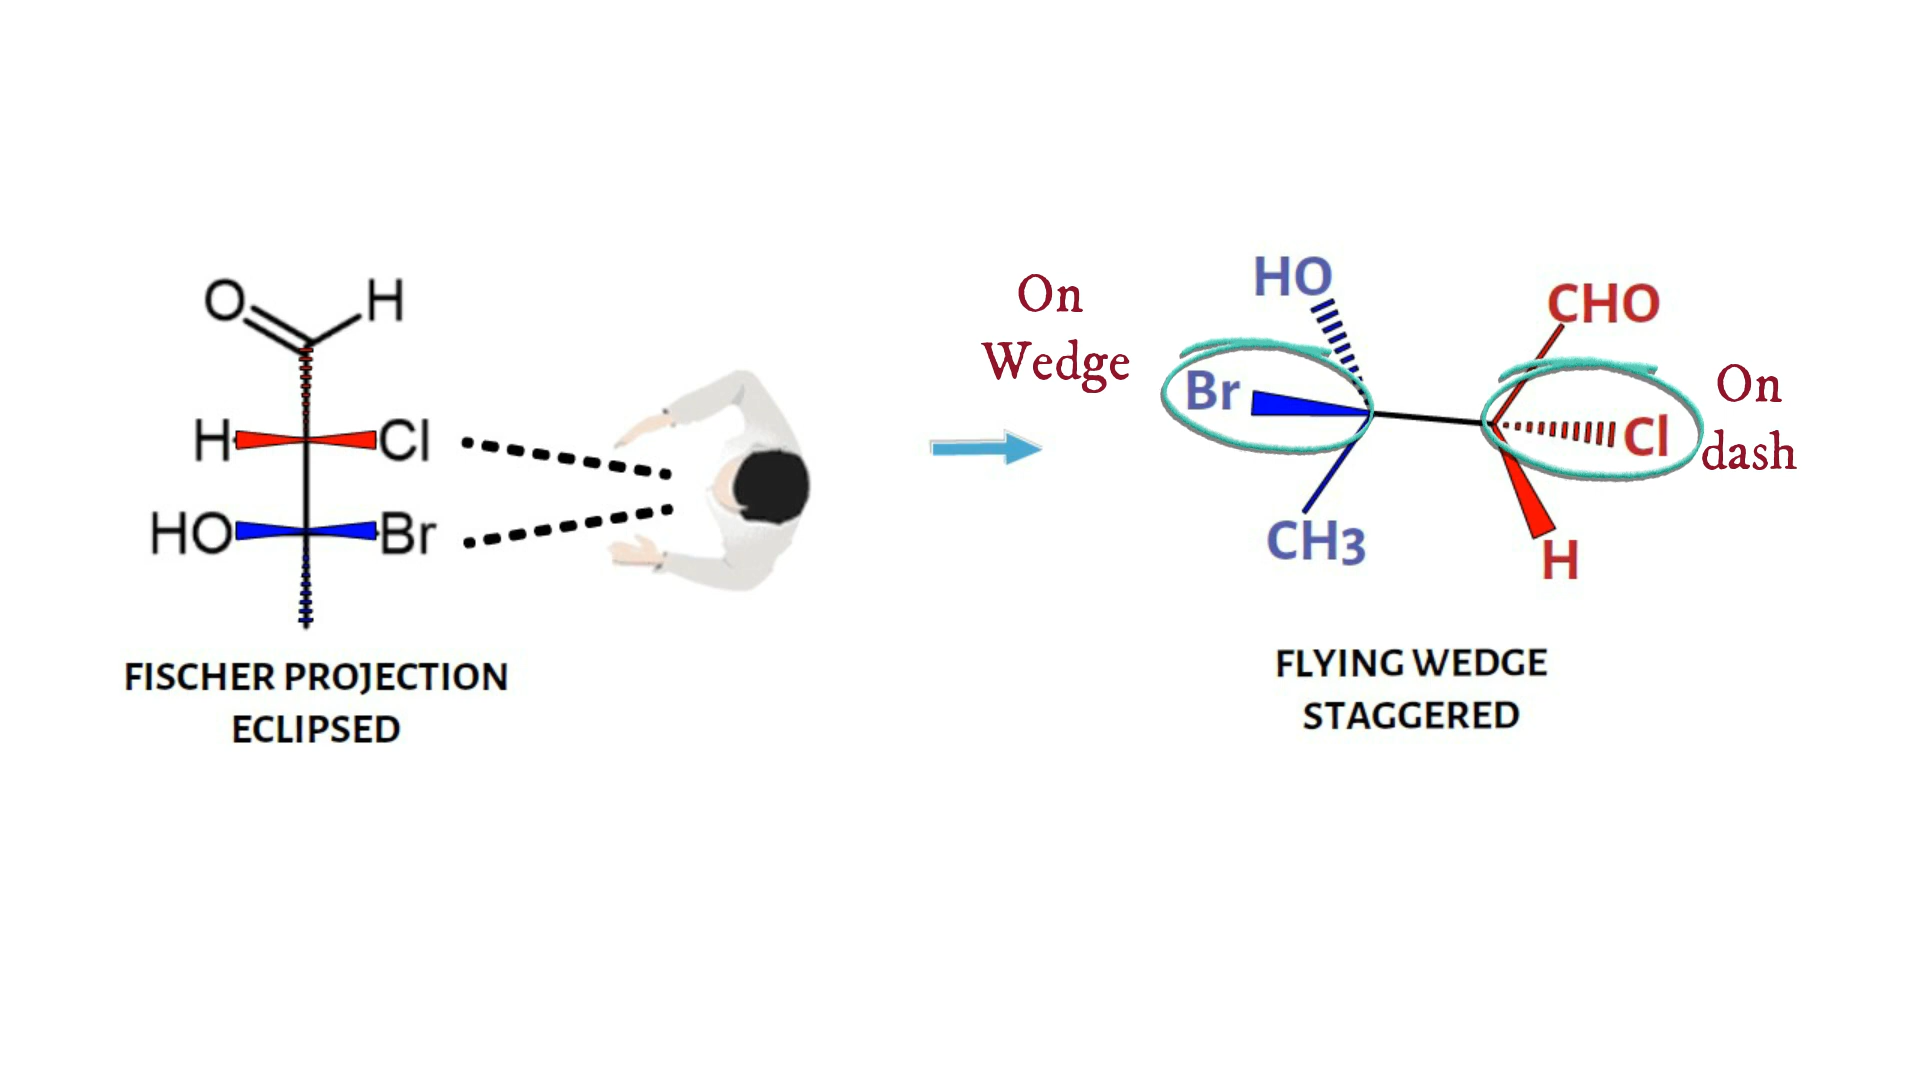 O H
H Cl
HO Br
FISCHER PROJECTION
ECLIPSED
On
Wedge
HO
Br
CH3
CHO
Cl
H
On
dash
FLYING WEDGE
STAGGERED